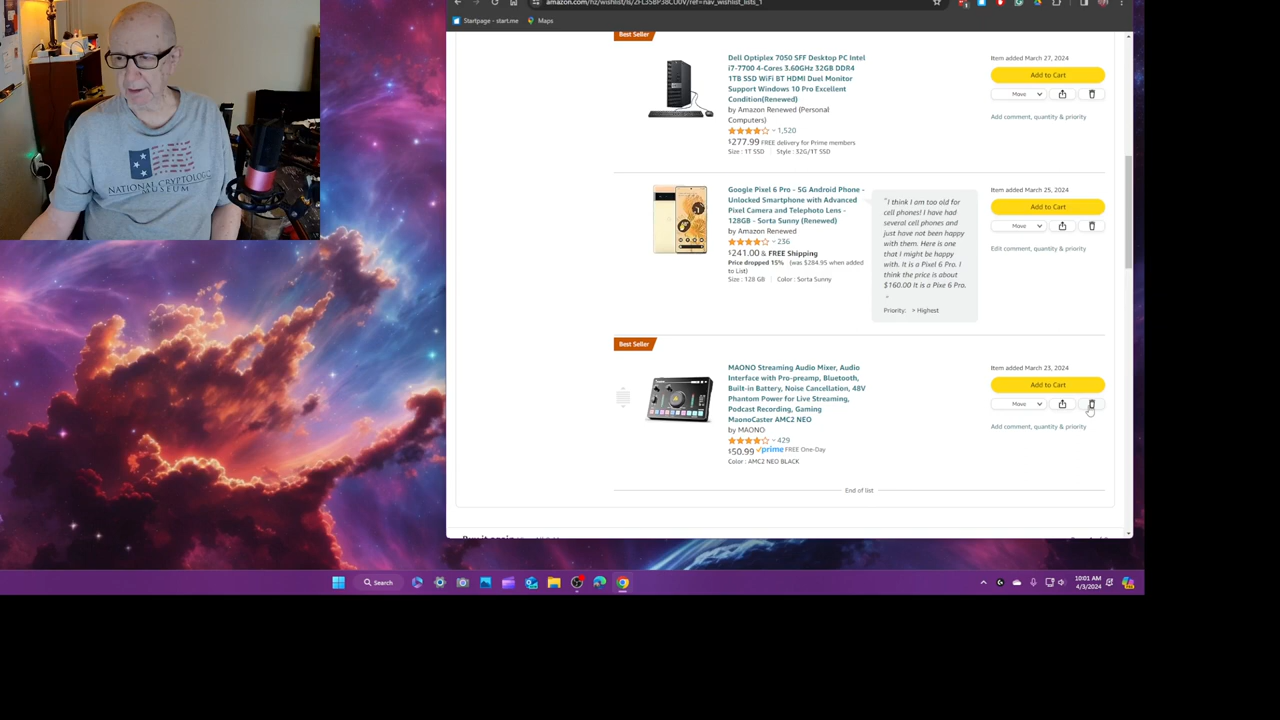 amazon.com/hz/wishlist/ls/2FL35BP38CU0V/ref=nav_wishlist_lists_1
Startpage - start.me
Maps
Best Seller
Dell Optiplex 7050 SFF Desktop PC Intel
i7-7700 4-Cores 3.60GHz 32GB DDR4
1TB SSD WiFi BT HDMI Duel Monitor
Support Windows 10 Pro Excellent
Condition(Renewed)
by Amazon Renewed (Personal
Computers)
1,520
$277.99 FREE delivery for Prime members
Size : 1T SSD | Style : 32G/1T SSD
Item added March 27, 2024
Add to Cart
Move
Add comment, quantity & priority
Google Pixel 6 Pro - 5G Android Phone -
Unlocked Smartphone with Advanced
Pixel Camera and Telephoto Lens -
128GB - Sorta Sunny (Renewed)
by Amazon Renewed
236
$241.00 & FREE Shipping
Price dropped 15% (was $284.95 when added
to List)
Size : 128 GB | Color : Sorta Sunny
"I think I am too old for
cell phones! I have had
several cell phones and
just have not been happy
with them. Here is one
that I might be happy
with. It is a Pixel 6 Pro. I
think the price is about
$160.00 It is a Pixe 6 Pro.
"
Priority: > Highest
Item added March 25, 2024
Add to Cart
Move
Edit comment, quantity & priority
Best Seller
MAONO Streaming Audio Mixer, Audio
Interface with Pro-preamp, Bluetooth,
Built-in Battery, Noise Cancellation, 48V
Phantom Power for Live Streaming,
Podcast Recording, Gaming
MaonoCaster AMC2 NEO
by MAONO
429
$50.99 prime FREE One-Day
Color : AMC2 NEO BLACK
Item added March 23, 2024
Add to Cart
Move
Add comment, quantity & priority
End of list
NATIONAL CRYPTOLOGIC
MUSEUM
Search
10:01 AM
4/3/2024